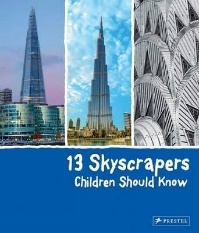 13 Skyscrapers
Children Should Know
PRESTEL